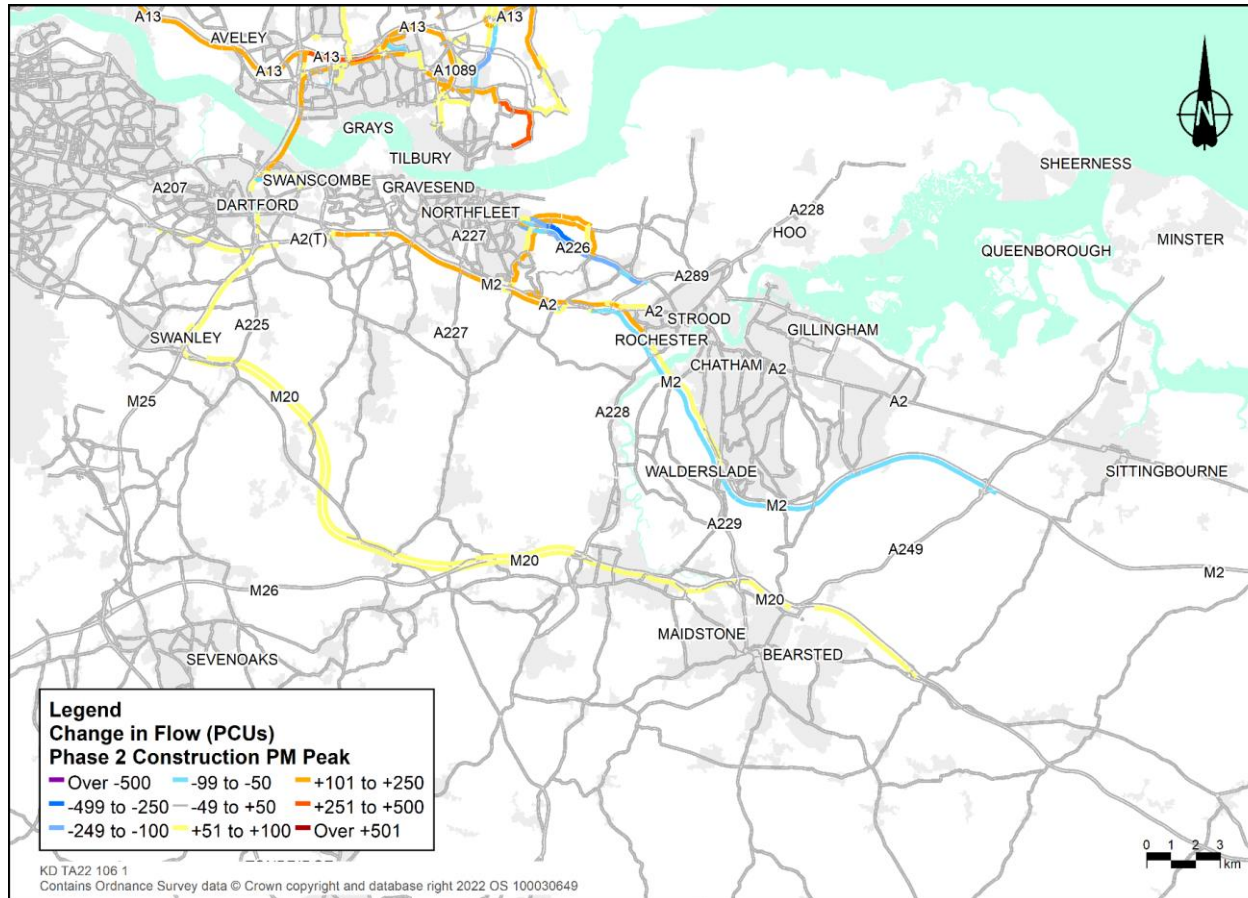 A13
A13
A13
AVELEY
A13
A13
A1089
GRAYS
TILBURY
SHEERNESS
SWANSCOMBE
A207
GRAVESEND
DARTFORD
NORTHFLEET
A228
HOO
MINSTER
A2(T)
A227
A226
QUEENBOROUGH
A289
M2
A2
A2
STROOD
GILLINGHAM
A225
A227
SWANLEY
ROCHESTER
CHATHAM
A2
M2
M25
M20
A228
A2
WALDERSLADE
SITTINGBOURNE
M2
A229
A249
M20
M2
M26
M20
MAIDSTONE
SEVENOAKS
BEARSTED
N
Legend
Change in Flow (PCUs)
Phase 2 Construction PM Peak
Over -500 -99 to -50 +101 to +250
-499 to -250 -49 to +50 +251 to +500
-249 to -100 +51 to +100 Over +501
0 1 2 3
km
KD TA22 106 1
Contains Ordnance Survey data © Crown copyright and database right 2022 OS 100030649